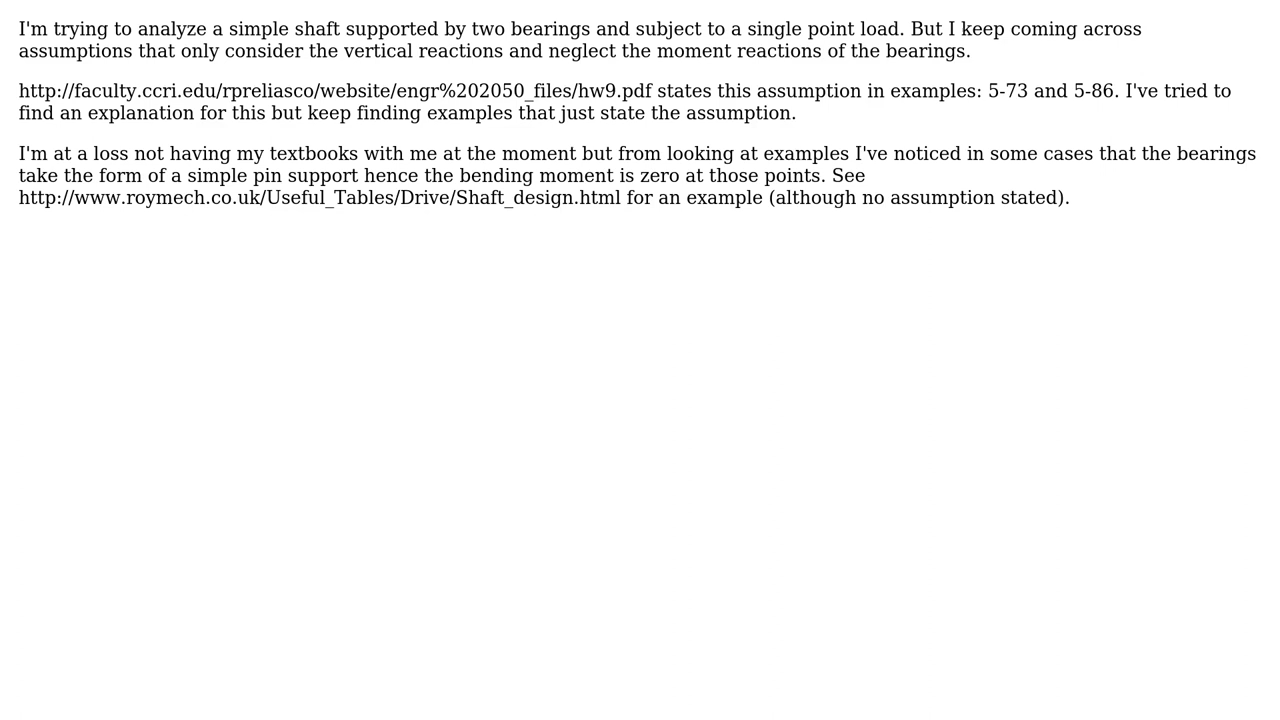 I'm trying to analyze a simple shaft supported by two bearings and subject to a single point load. But I keep coming across
assumptions that only consider the vertical reactions and neglect the moment reactions of the bearings.
http://faculty.ccri.edu/rpreliasco/website/engr%202050_files/hw9.pdf states this assumption in examples: 5-73 and 5-86. I've tried to
find an explanation for this but keep finding examples that just state the assumption.
I'm at a loss not having my textbooks with me at the moment but from looking at examples I've noticed in some cases that the bearings
take the form of a simple pin support hence the bending moment is zero at those points. See
http://www.roymech.co.uk/Useful_Tables/Drive/Shaft_design.html for an example (although no assumption stated).